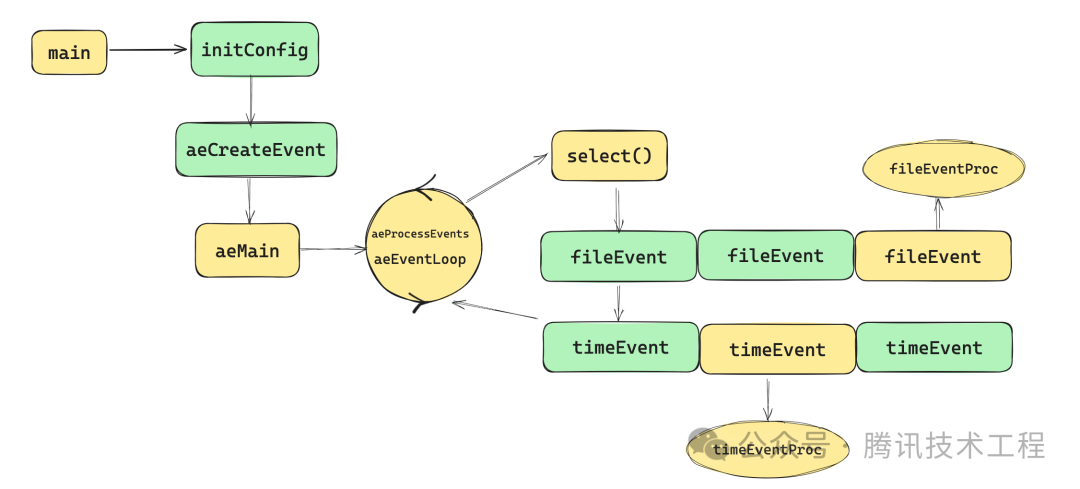 main
initConfig
aeCreateEvent
aeMain
aeProcessEvents
aeEventLoop
select()
fileEventProc
fileEvent
fileEvent
fileEvent
timeEvent
timeEvent
timeEvent
timeEventProc
公众号 · 腾讯技术工程